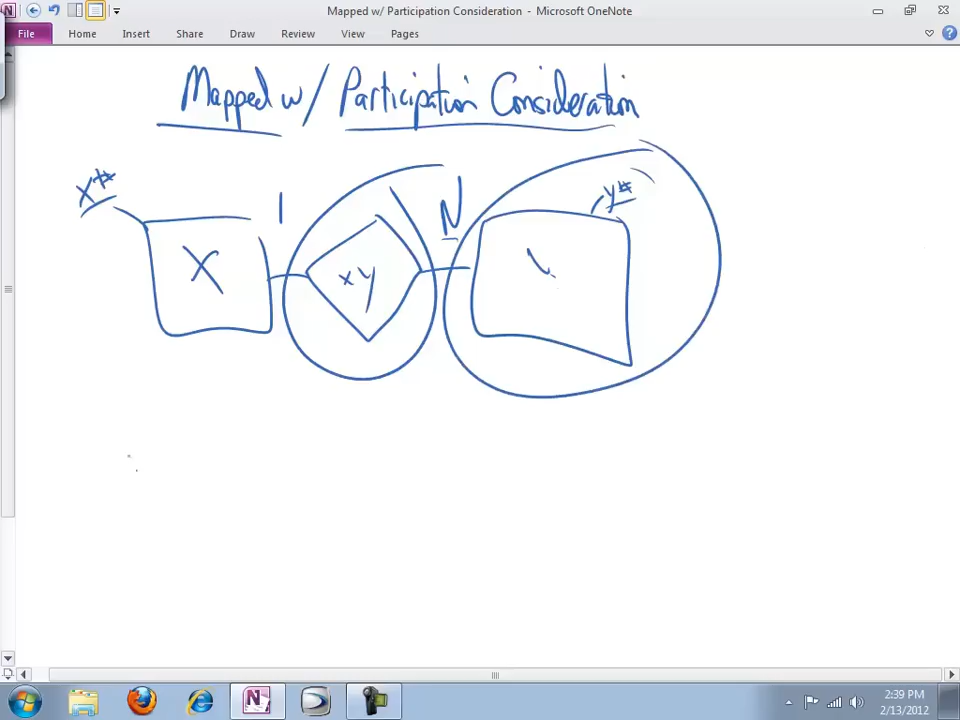 Mapped w/ Participation Consideration - Microsoft OneNote
File Home Insert Share Draw Review View Pages
Mapped w/ Participation Consideration
X# 1 N y#
X xy
2:39 PM
2/13/2012